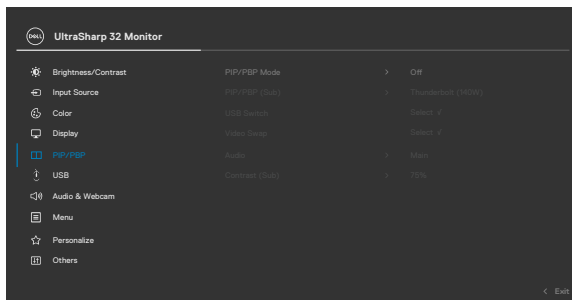 DELL UltraSharp 32 Monitor
Brightness/Contrast PIP/PBP Mode > Off
Input Source PIP/PBP (Sub) > Thunderbolt (140W)
Color USB Switch Select √
Display Video Swap Select √
PIP/PBP Audio > Main
USB Contrast (Sub) > 75%
Audio & Webcam
Menu
Personalize
Others
< Exit